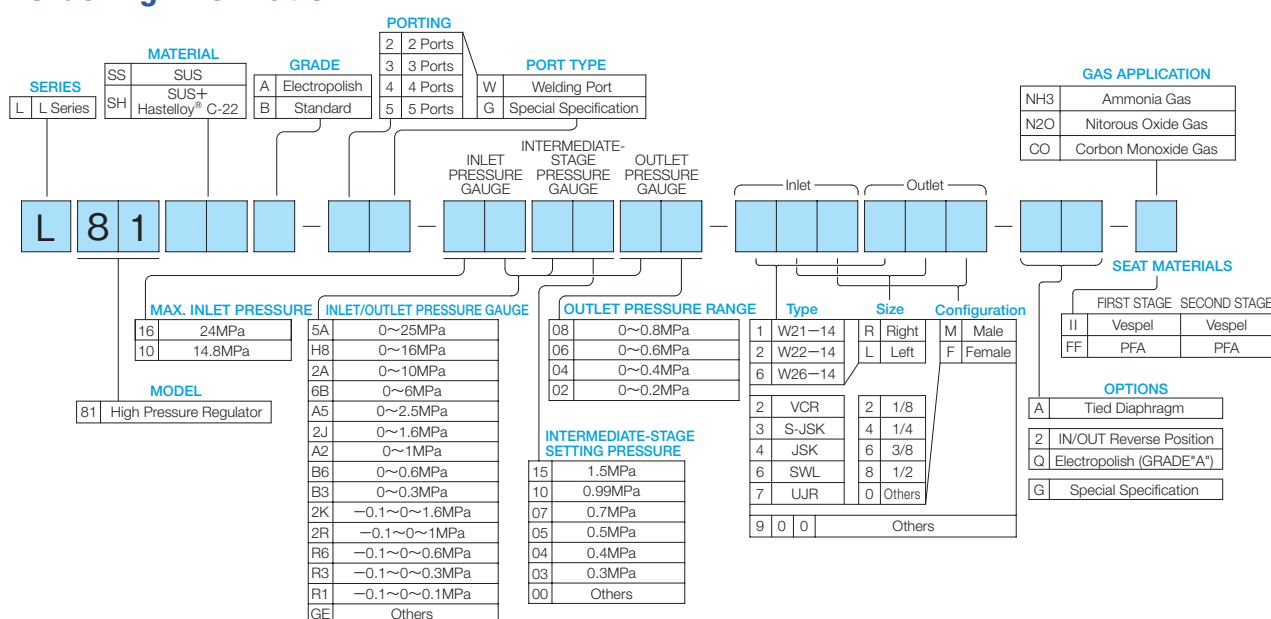 PORTING
2 2 Ports
3 3 Ports
4 4 Ports
5 5 Ports
MATERIAL
SS SUS
SH SUS+
Hastelloy® C-22
GRADE
A Electropolish
B Standard
PORT TYPE
W Welding Port
G Special Specification
SERIES
L L Series
GAS APPLICATION
NH3 Ammonia Gas
N2O Nitorous Oxide Gas
CO Corbon Monoxide Gas
INLET
PRESSURE
GAUGE
INTERMEDIATE-
STAGE
PRESSURE
GAUGE
OUTLET
PRESSURE
GAUGE
Inlet
Outlet
L 8 1 – – – – –
MAX. INLET PRESSURE
16 24MPa
10 14.8MPa
MODEL
81 High Pressure Regulator
INLET/OUTLET PRESSURE GAUGE
5A 0~25MPa
H8 0~16MPa
2A 0~10MPa
6B 0~6MPa
A5 0~2.5MPa
2J 0~1.6MPa
A2 0~1MPa
B6 0~0.6MPa
B3 0~0.3MPa
2K −0.1~0~1.6MPa
2R −0.1~0~1MPa
R6 −0.1~0~0.6MPa
R3 −0.1~0~0.3MPa
R1 −0.1~0~0.1MPa
GE Others
OUTLET PRESSURE RANGE
08 0~0.8MPa
06 0~0.6MPa
04 0~0.4MPa
02 0~0.2MPa
INTERMEDIATE-STAGE
SETTING PRESSURE
15 1.5MPa
10 0.99MPa
07 0.7MPa
05 0.5MPa
04 0.4MPa
03 0.3MPa
00 Others
Type
1 W21−14
2 W22−14
6 W26−14
2 VCR
3 S-JSK
4 JSK
6 SWL
7 UJR
Size
R Right
L Left
2 1/8
4 1/4
6 3/8
8 1/2
0 Others
Configuration
M Male
F Female
9 0 0 Others
SEAT MATERIALS
FIRST STAGE SECOND STAGE
II Vespel Vespel
FF PFA PFA
OPTIONS
A Tied Diaphragm
2 IN/OUT Reverse Position
Q Electropolish (GRADE"A")
G Special Specification